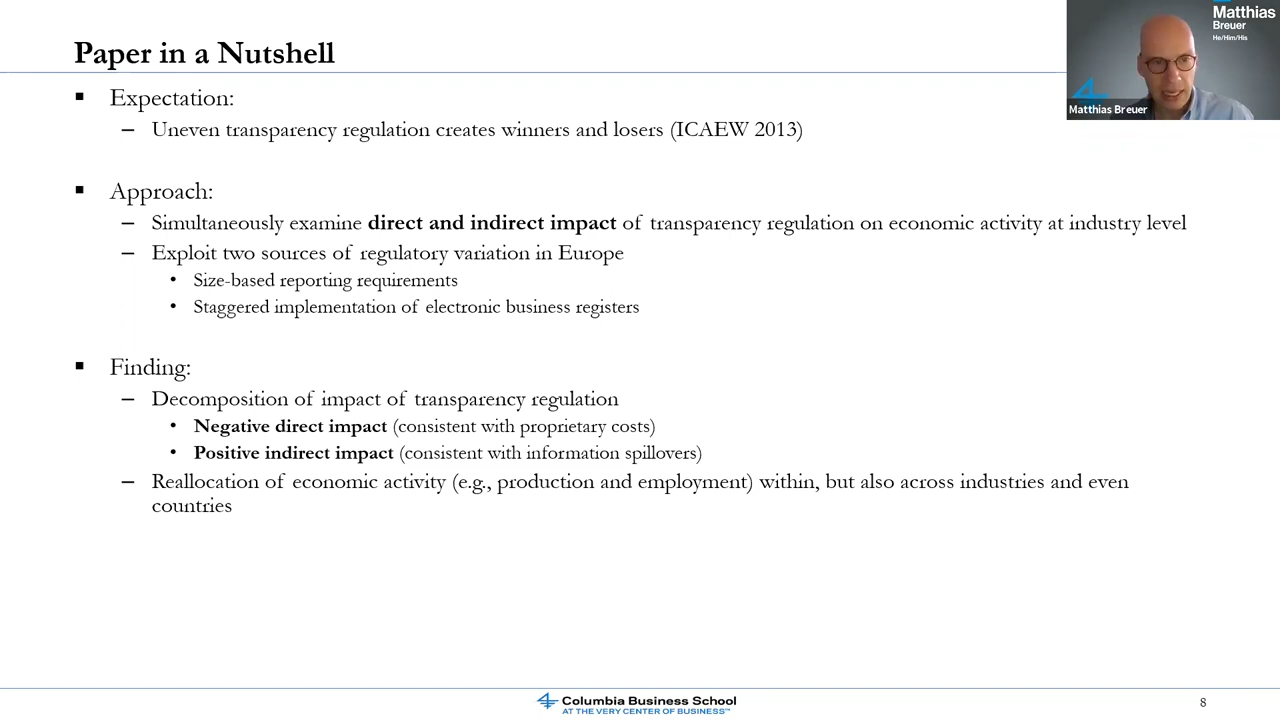 Paper in a Nutshell
Matthias
Breuer
He/Him/His
Matthias Breuer
▪ Expectation:
– Uneven transparency regulation creates winners and losers (ICAEW 2013)
▪ Approach:
– Simultaneously examine direct and indirect impact of transparency regulation on economic activity at industry level
– Exploit two sources of regulatory variation in Europe
• Size-based reporting requirements
• Staggered implementation of electronic business registers
▪ Finding:
– Decomposition of impact of transparency regulation
• Negative direct impact (consistent with proprietary costs)
• Positive indirect impact (consistent with information spillovers)
– Reallocation of economic activity (e.g., production and employment) within, but also across industries and even
countries
Columbia Business School
AT THE VERY CENTER OF BUSINESS™
8